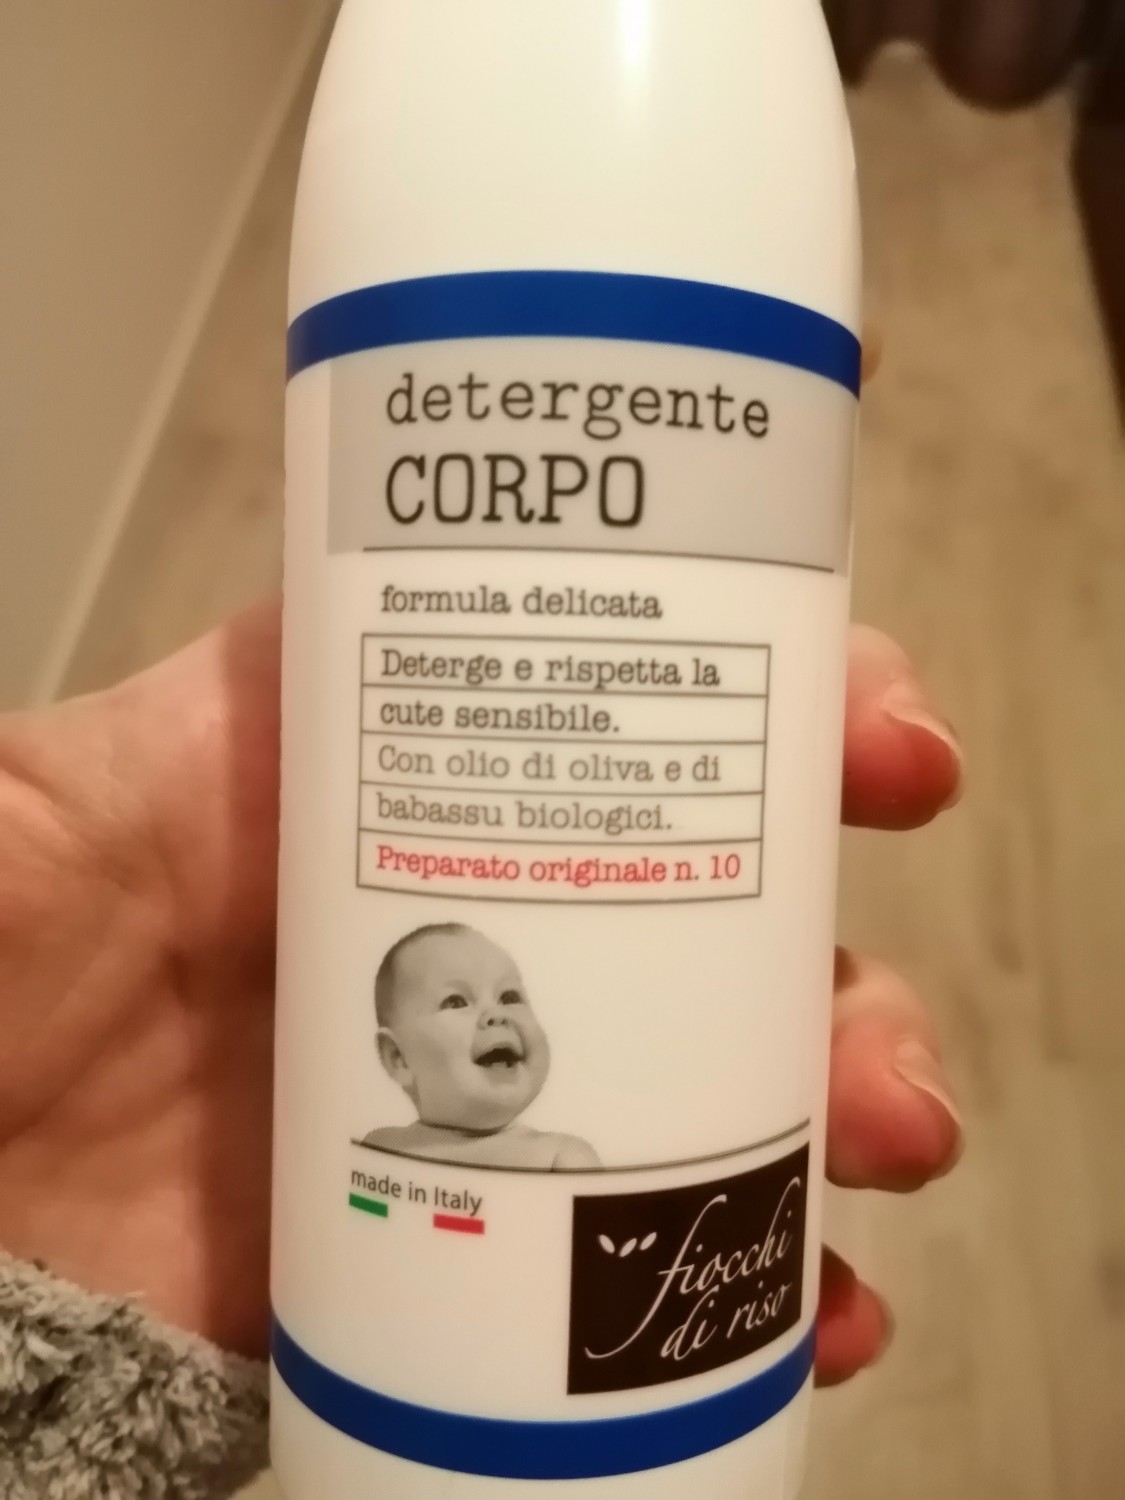 detergente
CORPO
formula delicata
Deterge e rispetta la
cute sensibile.
Con olio di oliva e di
babassu biologici.
Preparato originale n. 10
made in Italy
fiocchi
di riso